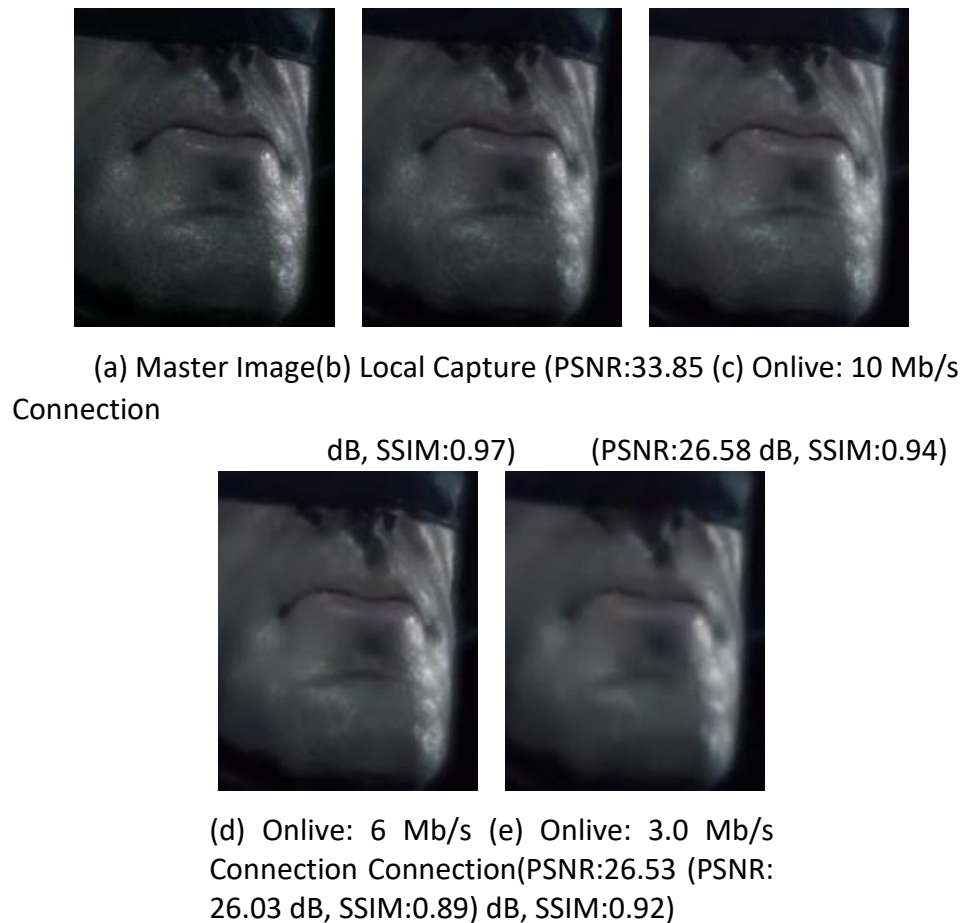 (a) Master Image(b) Local Capture (PSNR:33.85 (c) Onlive: 10 Mb/s
Connection
dB, SSIM:0.97) (PSNR:26.58 dB, SSIM:0.94)
(d) Onlive: 6 Mb/s (e) Onlive: 3.0 Mb/s
Connection Connection(PSNR:26.53 (PSNR:
26.03 dB, SSIM:0.89) dB, SSIM:0.92)